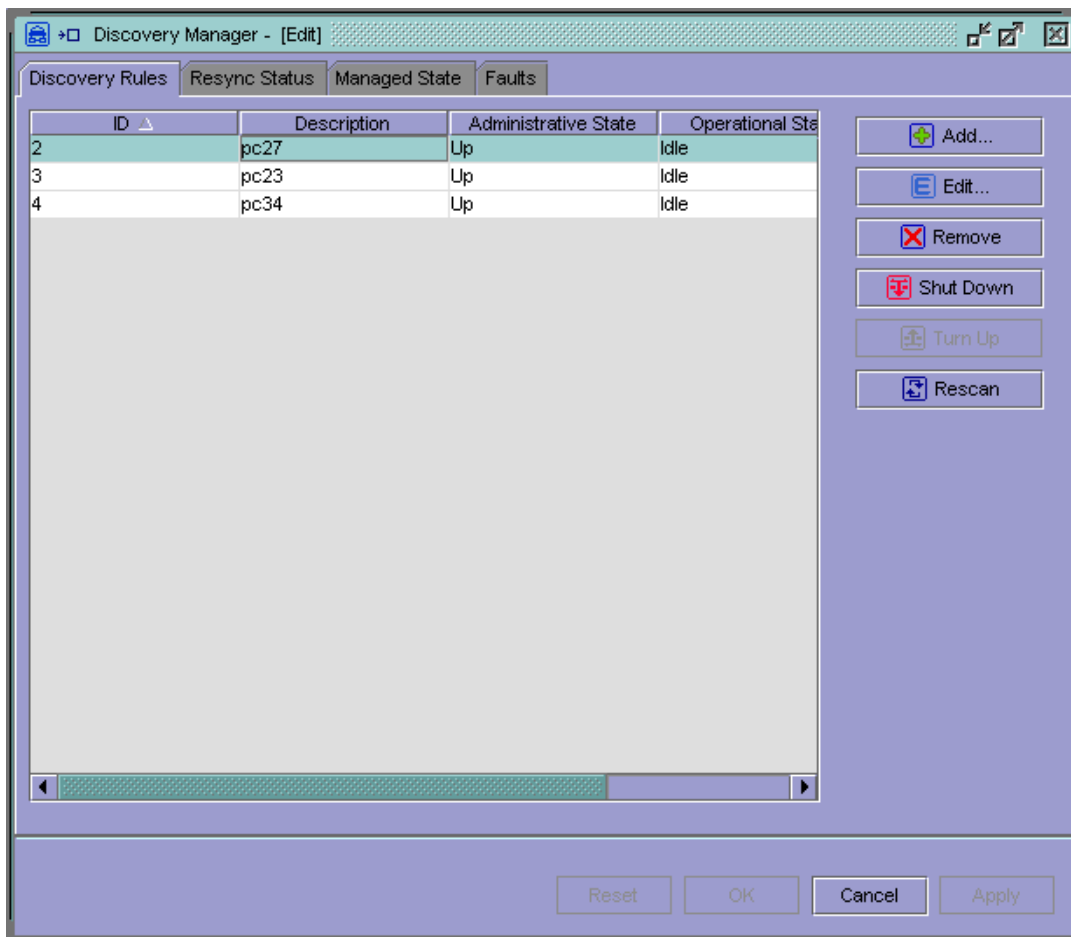 Discovery Manager - [Edit]
Discovery Rules Resync Status Managed State Faults
ID Description Administrative State Operational Sta
2 pc27 Up Idle
3 pc23 Up Idle
4 pc34 Up Idle
Add...
Edit...
Remove
Shut Down
Turn Up
Rescan
Reset OK Cancel Apply